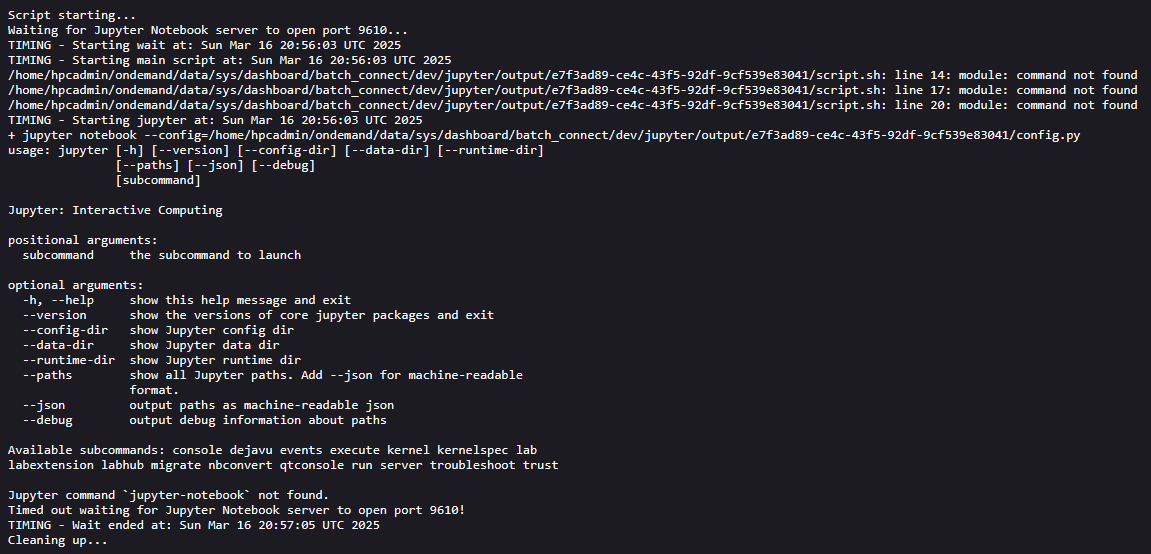 Script starting...
Waiting for Jupyter Notebook server to open port 9610...
TIMING - Starting wait at: Sun Mar 16 20:56:03 UTC 2025
TIMING - Starting main script at: Sun Mar 16 20:56:03 UTC 2025
/home/hpcadmin/ondemand/data/sys/dashboard/batch_connect/dev/jupyter/output/e7f3ad89-ce4c-43f5-92df-9cf539e83041/script.sh: line 14: module: command not found
/home/hpcadmin/ondemand/data/sys/dashboard/batch_connect/dev/jupyter/output/e7f3ad89-ce4c-43f5-92df-9cf539e83041/script.sh: line 17: module: command not found
/home/hpcadmin/ondemand/data/sys/dashboard/batch_connect/dev/jupyter/output/e7f3ad89-ce4c-43f5-92df-9cf539e83041/script.sh: line 20: module: command not found
TIMING - Starting jupyter at: Sun Mar 16 20:56:03 UTC 2025
+ jupyter notebook --config=/home/hpcadmin/ondemand/data/sys/dashboard/batch_connect/dev/jupyter/output/e7f3ad89-ce4c-43f5-92df-9cf539e83041/config.py
usage: jupyter [-h] [--version] [--config-dir] [--data-dir] [--runtime-dir]
               [--paths] [--json] [--debug]
               [subcommand]

Jupyter: Interactive Computing

positional arguments:
  subcommand     the subcommand to launch

optional arguments:
  -h, --help     show this help message and exit
  --version      show the versions of core jupyter packages and exit
  --config-dir   show Jupyter config dir
  --data-dir     show Jupyter data dir
  --runtime-dir  show Jupyter runtime dir
  --paths        show all Jupyter paths. Add --json for machine-readable
                 format.
  --json         output paths as machine-readable json
  --debug        output debug information about paths

Available subcommands: console dejavu events execute kernel kernelspec lab
labextension labhub migrate nbconvert qtconsole run server troubleshoot trust

Jupyter command `jupyter-notebook` not found.
Timed out waiting for Jupyter Notebook server to open port 9610!
TIMING - Wait ended at: Sun Mar 16 20:57:05 UTC 2025
Cleaning up...